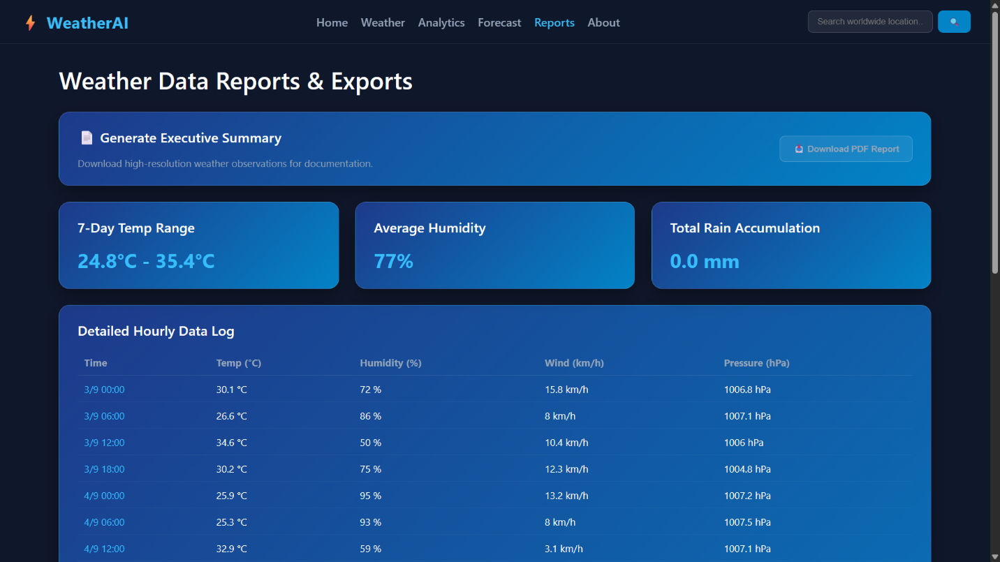 WeatherAI
Home Weather Analytics Forecast Reports About
Search worldwide location..
Weather Data Reports & Exports
Generate Executive Summary
Download high-resolution weather observations for documentation.
Download PDF Report
7-Day Temp Range
24.8°C - 35.4°C
Average Humidity
77%
Total Rain Accumulation
0.0 mm
Detailed Hourly Data Log
Time Temp (°C) Humidity (%) Wind (km/h) Pressure (hPa)
3/9 00:00 30.1 °C 72 % 15.8 km/h 1006.8 hPa
3/9 06:00 26.6 °C 86 % 8 km/h 1007.1 hPa
3/9 12:00 34.6 °C 50 % 10.4 km/h 1006 hPa
3/9 18:00 30.2 °C 75 % 12.3 km/h 1004.8 hPa
4/9 00:00 25.9 °C 95 % 13.2 km/h 1007.2 hPa
4/9 06:00 25.3 °C 93 % 8 km/h 1007.5 hPa
4/9 12:00 32.9 °C 59 % 3.1 km/h 1007.1 hPa